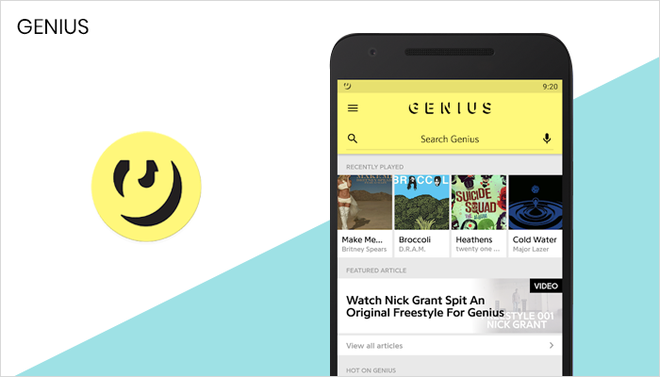 GENIUS
9:20
GENIUS
Search Genius
RECENTLY PLAYED
BROCCOLI
SUICIDE
SQUAD
Make Me...
Britney Spears
Broccoli
D.R.A.M.
Heathens
twenty one ...
Cold Water
Major Lazer
FEATURED ARTICLE
VIDEO
Watch Nick Grant Spit An
Original Freestyle For Genius
FREESTYLE 001
NICK GRANT
View all articles
HOT ON GENIUS